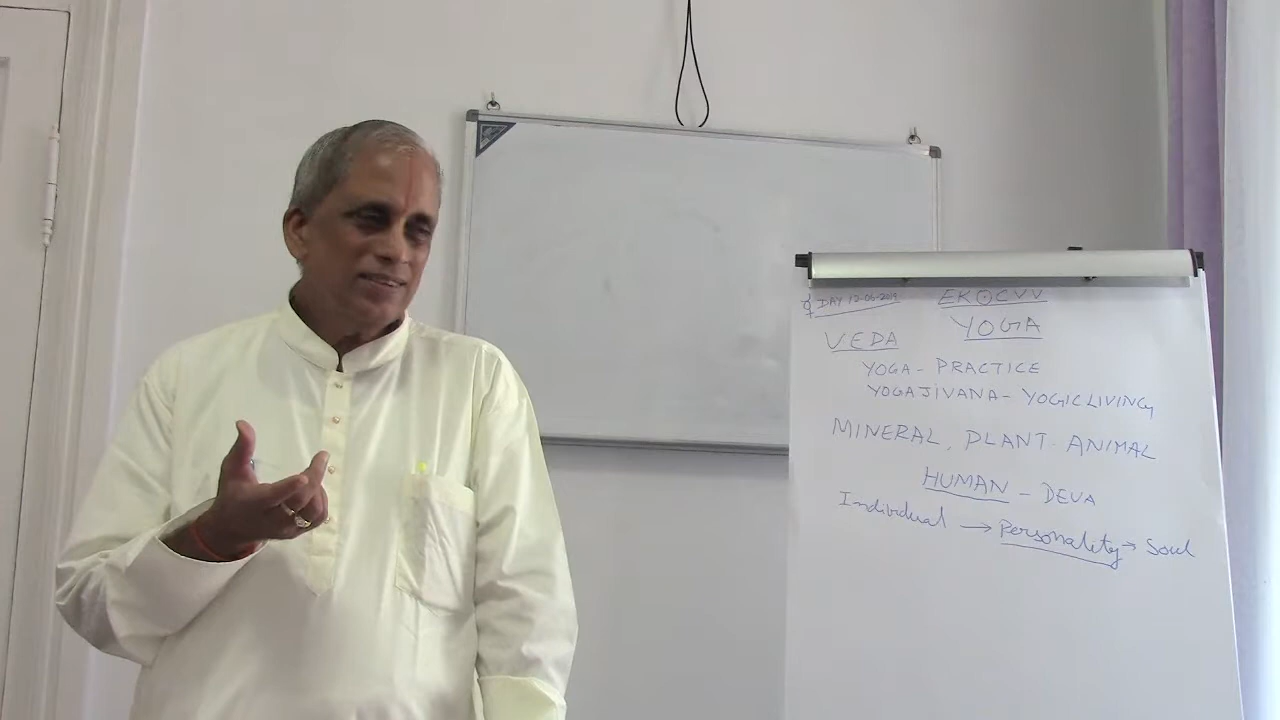 ♀ DAY 12-06-2019
EK⊙CVV
YOGA
VEDA
YOGA - PRACTICE
YOGAJIVANA - YOGIC LIVING
MINERAL, PLANT - ANIMAL
HUMAN - DEVA
Individual → Personality → Soul